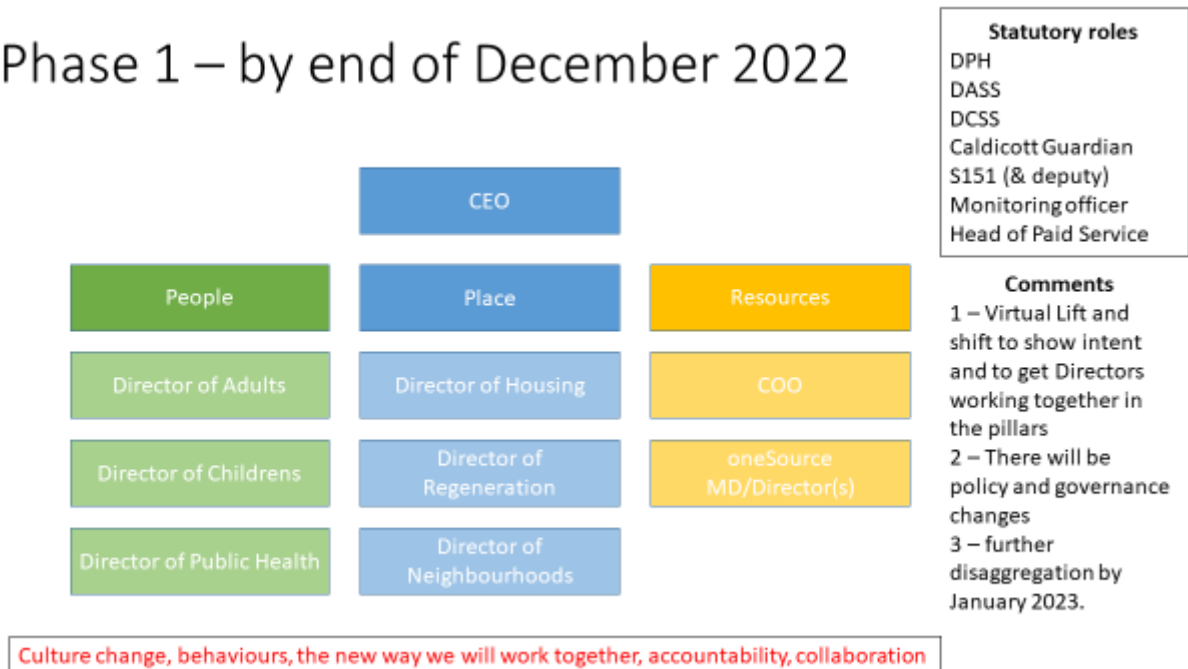 Phase 1 – by end of December 2022
CEO
People
Place
Resources
Director of Adults
Director of Housing
COO
Director of Childrens
Director of
Regeneration
oneSource
MD/Director(s)
Director of Public Health
Director of
Neighbourhoods
Statutory roles
DPH
DASS
DCSS
Caldicott Guardian
S151 (& deputy)
Monitoring officer
Head of Paid Service
Comments
1 – Virtual Lift and
shift to show intent
and to get Directors
working together in
the pillars
2 – There will be
policy and governance
changes
3 – further
disaggregation by
January 2023.
Culture change, behaviours, the new way we will work together, accountability, collaboration